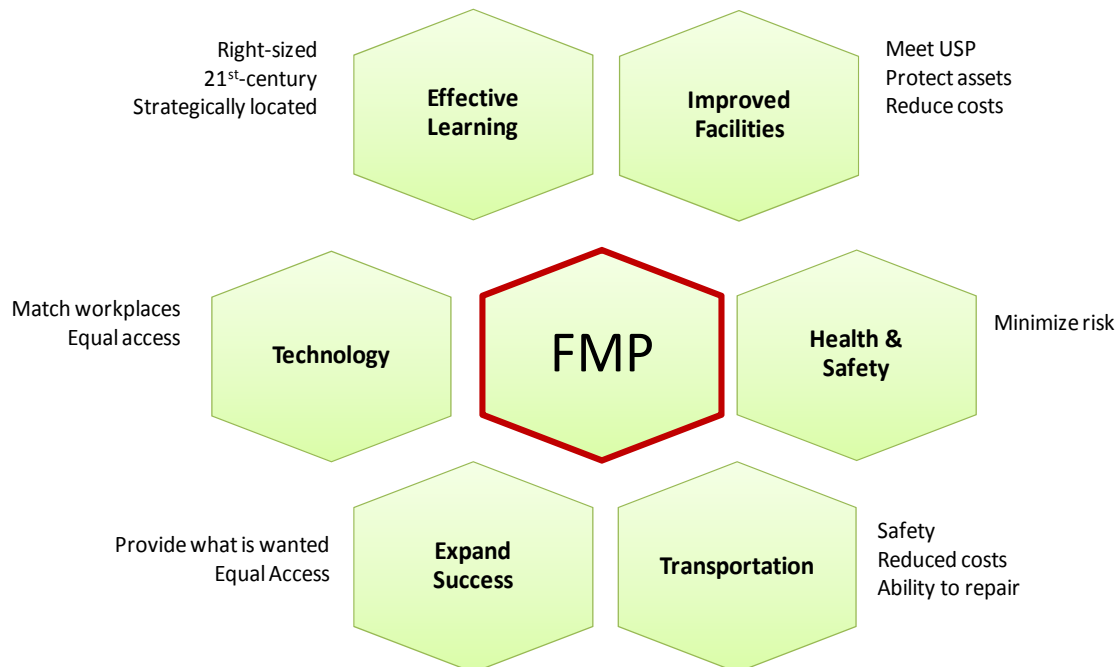 Right-sized
21st-century
Strategically located
Effective
Learning
Improved
Facilities
Meet USP
Protect assets
Reduce costs
Match workplaces
Equal access
Technology
FMP
Health &
Safety
Minimize risk
Provide what is wanted
Equal Access
Expand
Success
Transportation
Safety
Reduced costs
Ability to repair